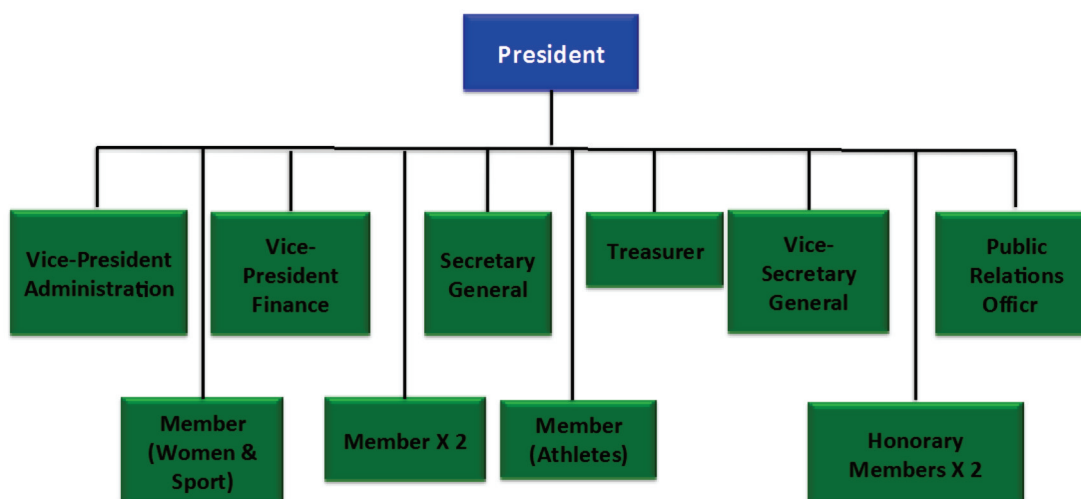 President
Vice-President
Administration
Vice-
President
Finance
Secretary
General
Treasurer
Vice-
Secretary
General
Public
Relations
Officr
Member
(Women &
Sport)
Member X 2
Member
(Athletes)
Honorary
Members X 2